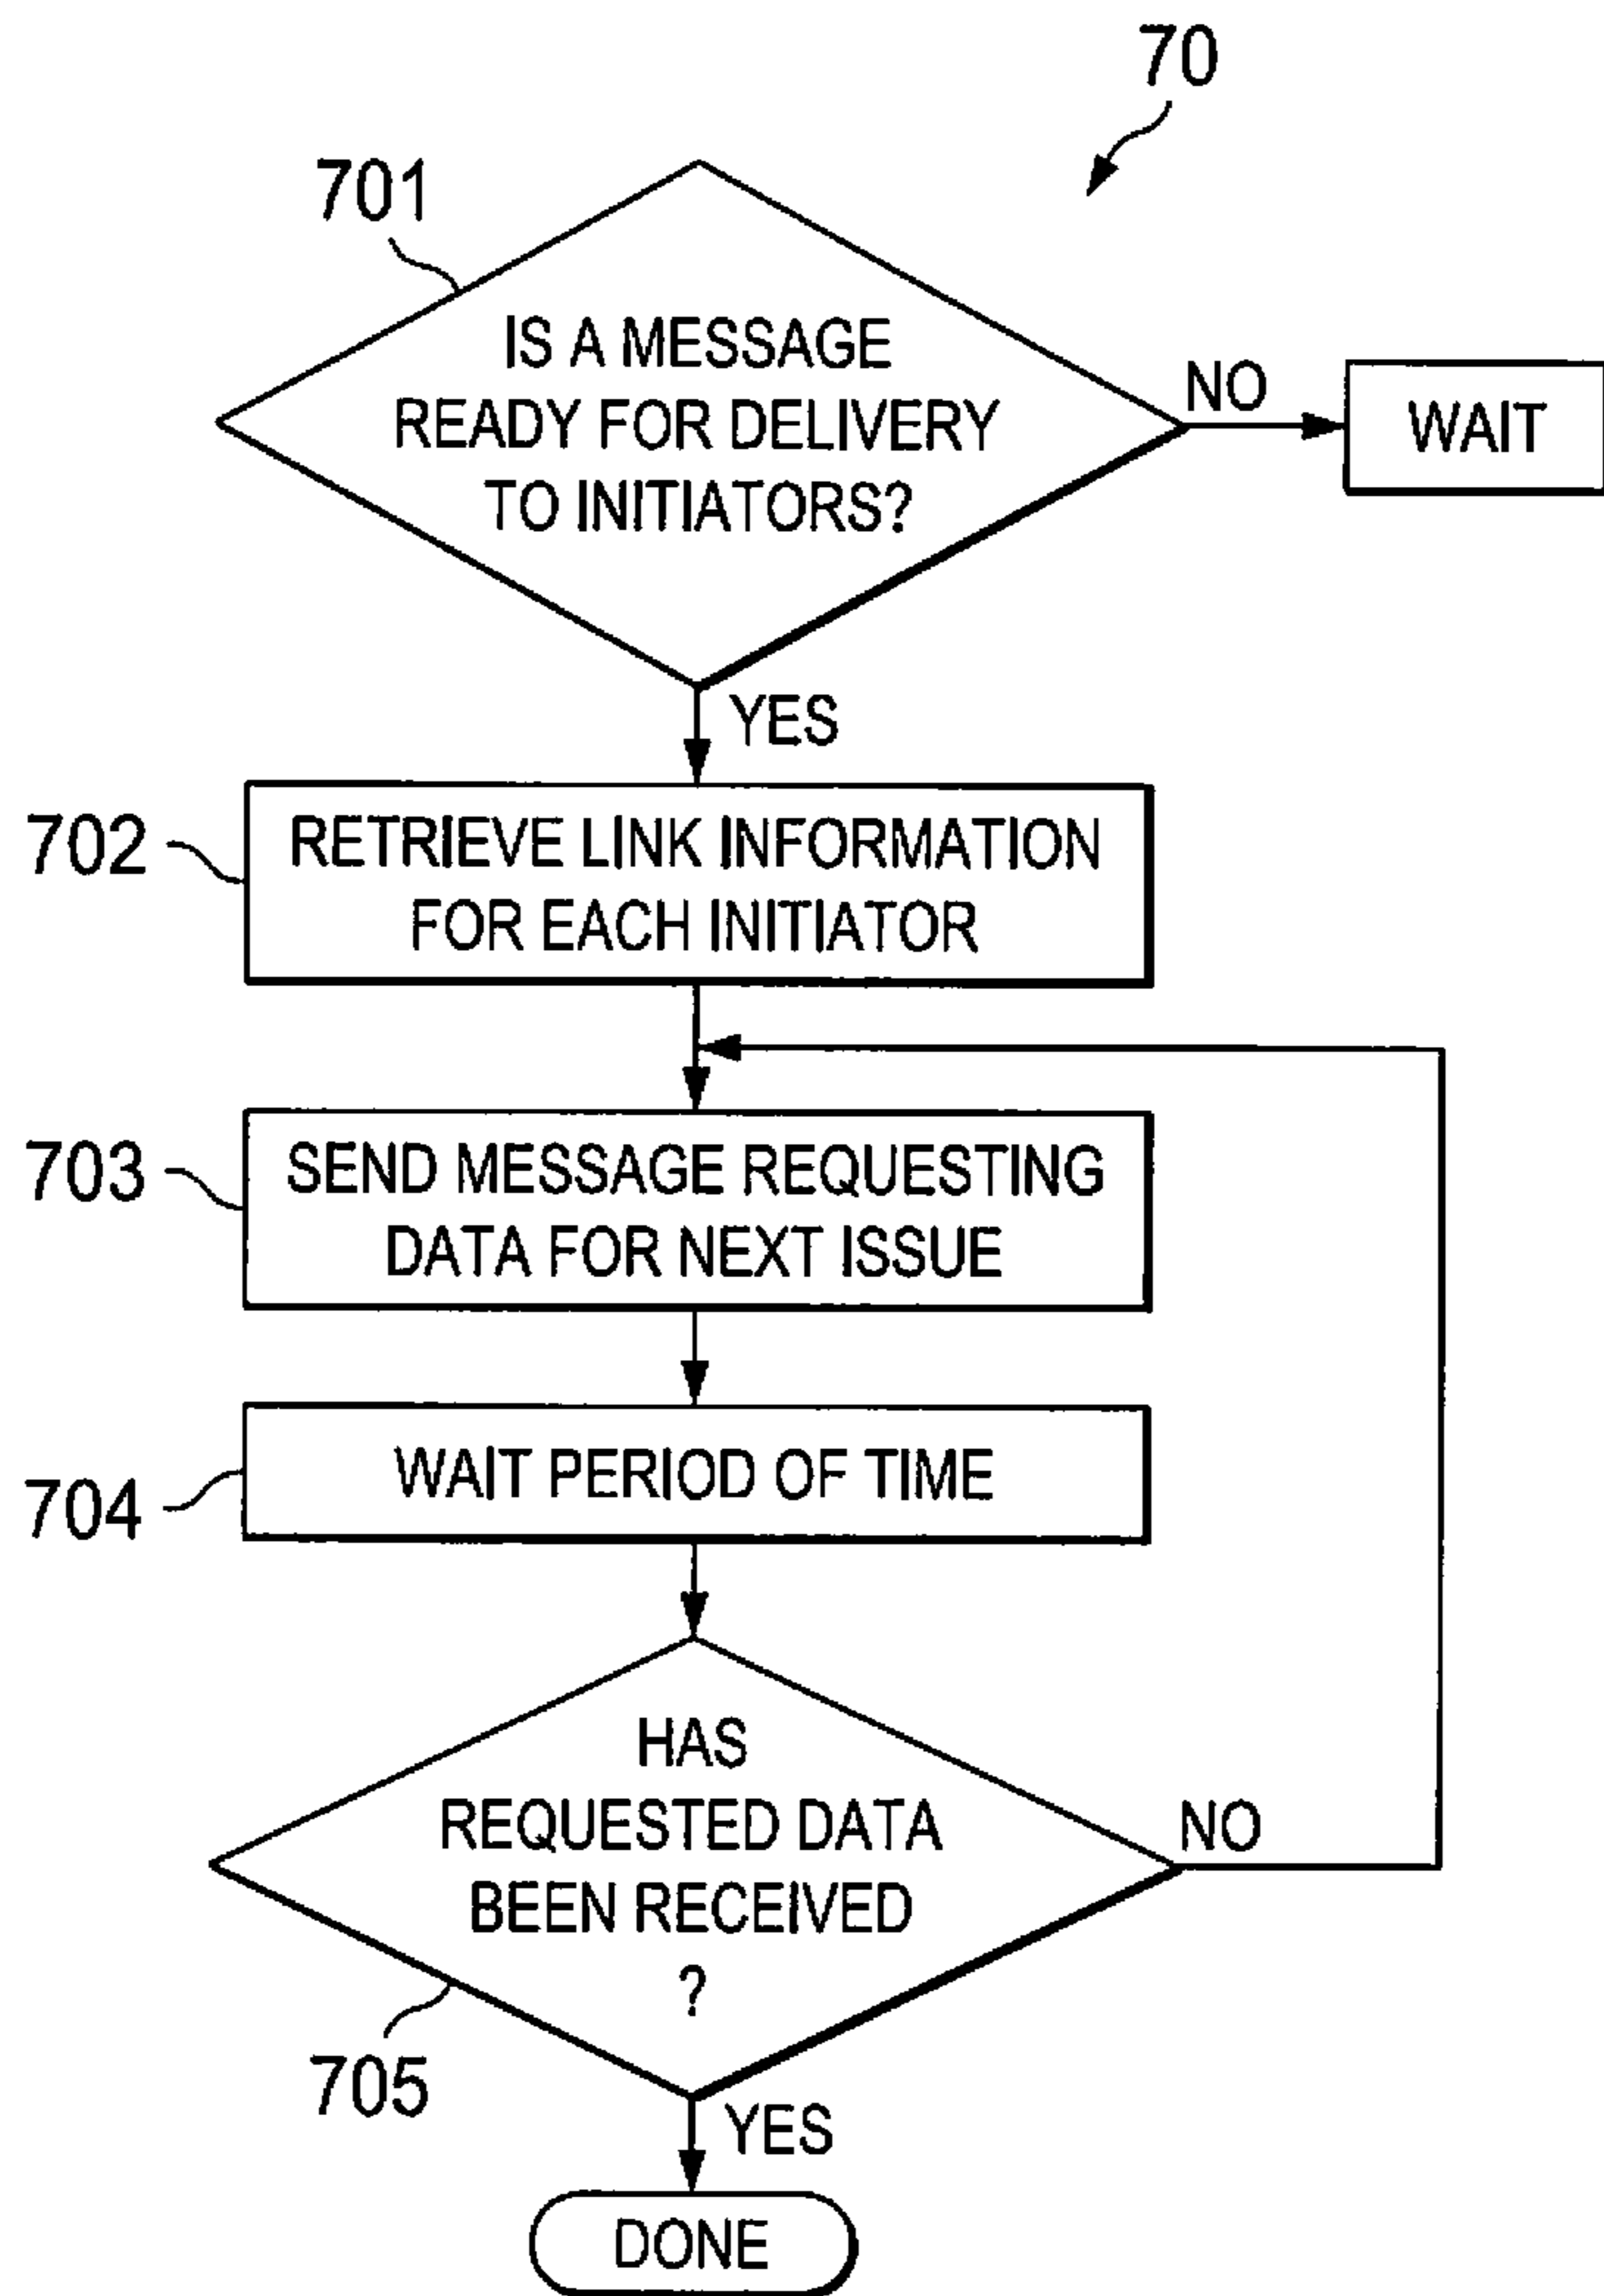 70
701
IS A MESSAGE
READY FOR DELIVERY
TO INITIATORS?
NO
WAIT
YES
702
RETRIEVE LINK INFORMATION
FOR EACH INITIATOR
703
SEND MESSAGE REQUESTING
DATA FOR NEXT ISSUE
704
WAIT PERIOD OF TIME
HAS
REQUESTED DATA
BEEN RECEIVED
?
NO
705
YES
DONE